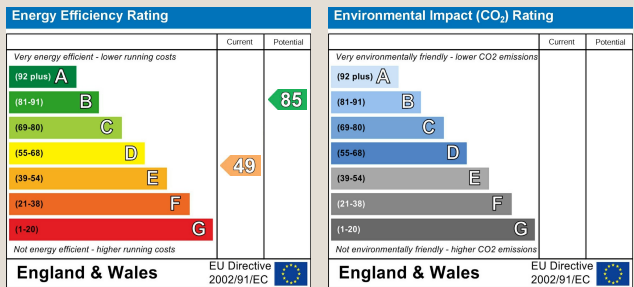 Energy Efficiency Rating
Current
Potential
Very energy efficient - lower running costs
(92 plus) A
(81-91) B
85
(69-80) C
(55-68) D
49
(39-54) E
(21-38) F
(1-20) G
Not energy efficient - higher running costs
England & Wales
EU Directive
2002/91/EC
Environmental Impact (CO₂) Rating
Current
Potential
Very environmentally friendly - lower CO2 emissions
(92 plus) A
(81-91) B
(69-80) C
(55-68) D
(39-54) E
(21-38) F
(1-20) G
Not environmentally friendly - higher CO2 emissions
England & Wales
EU Directive
2002/91/EC